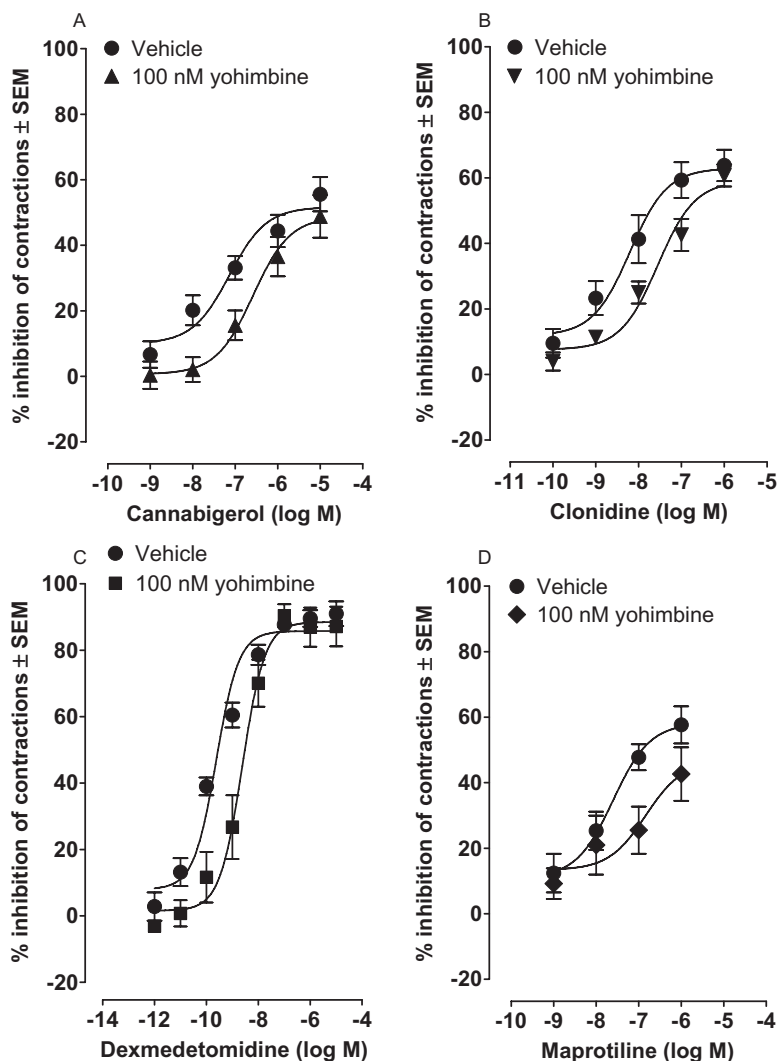 A
Vehicle
100 nM yohimbine
% inhibition of contractions ± SEM
100
80
60
40
20
0
-20
-10 -9 -8 -7 -6 -5 -4
Cannabigerol (log M)
B
Vehicle
100 nM yohimbine
% inhibition of contractions ± SEM
100
80
60
40
20
0
-20
-11 -10 -9 -8 -7 -6 -5
Clonidine (log M)
C
Vehicle
100 nM yohimbine
% inhibition of contractions ± SEM
100
80
60
40
20
0
-20
-14 -12 -10 -8 -6 -4
Dexmedetomidine (log M)
D
Vehicle
100 nM yohimbine
% inhibition of contractions ± SEM
100
80
60
40
20
0
-20
-10 -9 -8 -7 -6 -5 -4
Maprotiline (log M)